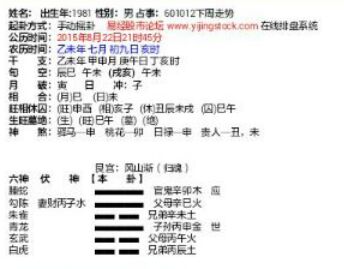 姓名： 出生年:1981 性别： 男 占事：601012下周走势
起卦方式：手动摇卦 易经股市论坛 www.yijingstock.com 在线排盘系统
公历时间：2015年8月22日21时45分
农历时间：乙未年 七月 初九日 亥时
干 支： 乙未年 甲申月 庚午日 丁亥时
旬 空： 辰巳 午未 (戌亥) 午未
月 破： 寅 日 冲： 子
相 合： (月)巳 (日)未
旺相休囚： (旺)申酉 (相)亥子 (休)丑辰未戌 (囚)巳午
生旺墓绝： (生) (旺)巳午 (墓) (绝)
神 煞： 驿马－申 桃花－卯 日禄－申 贵人－丑，未
艮宫：风山渐（归魂）
六神 伏 神 【本 卦】
螣蛇 官鬼辛卯木 应
勾陈 妻财丙子水 父母辛巳火
朱雀 兄弟辛未土
青龙 子孙丙申金 世
玄武 父母丙午火
白虎 兄弟丙辰土